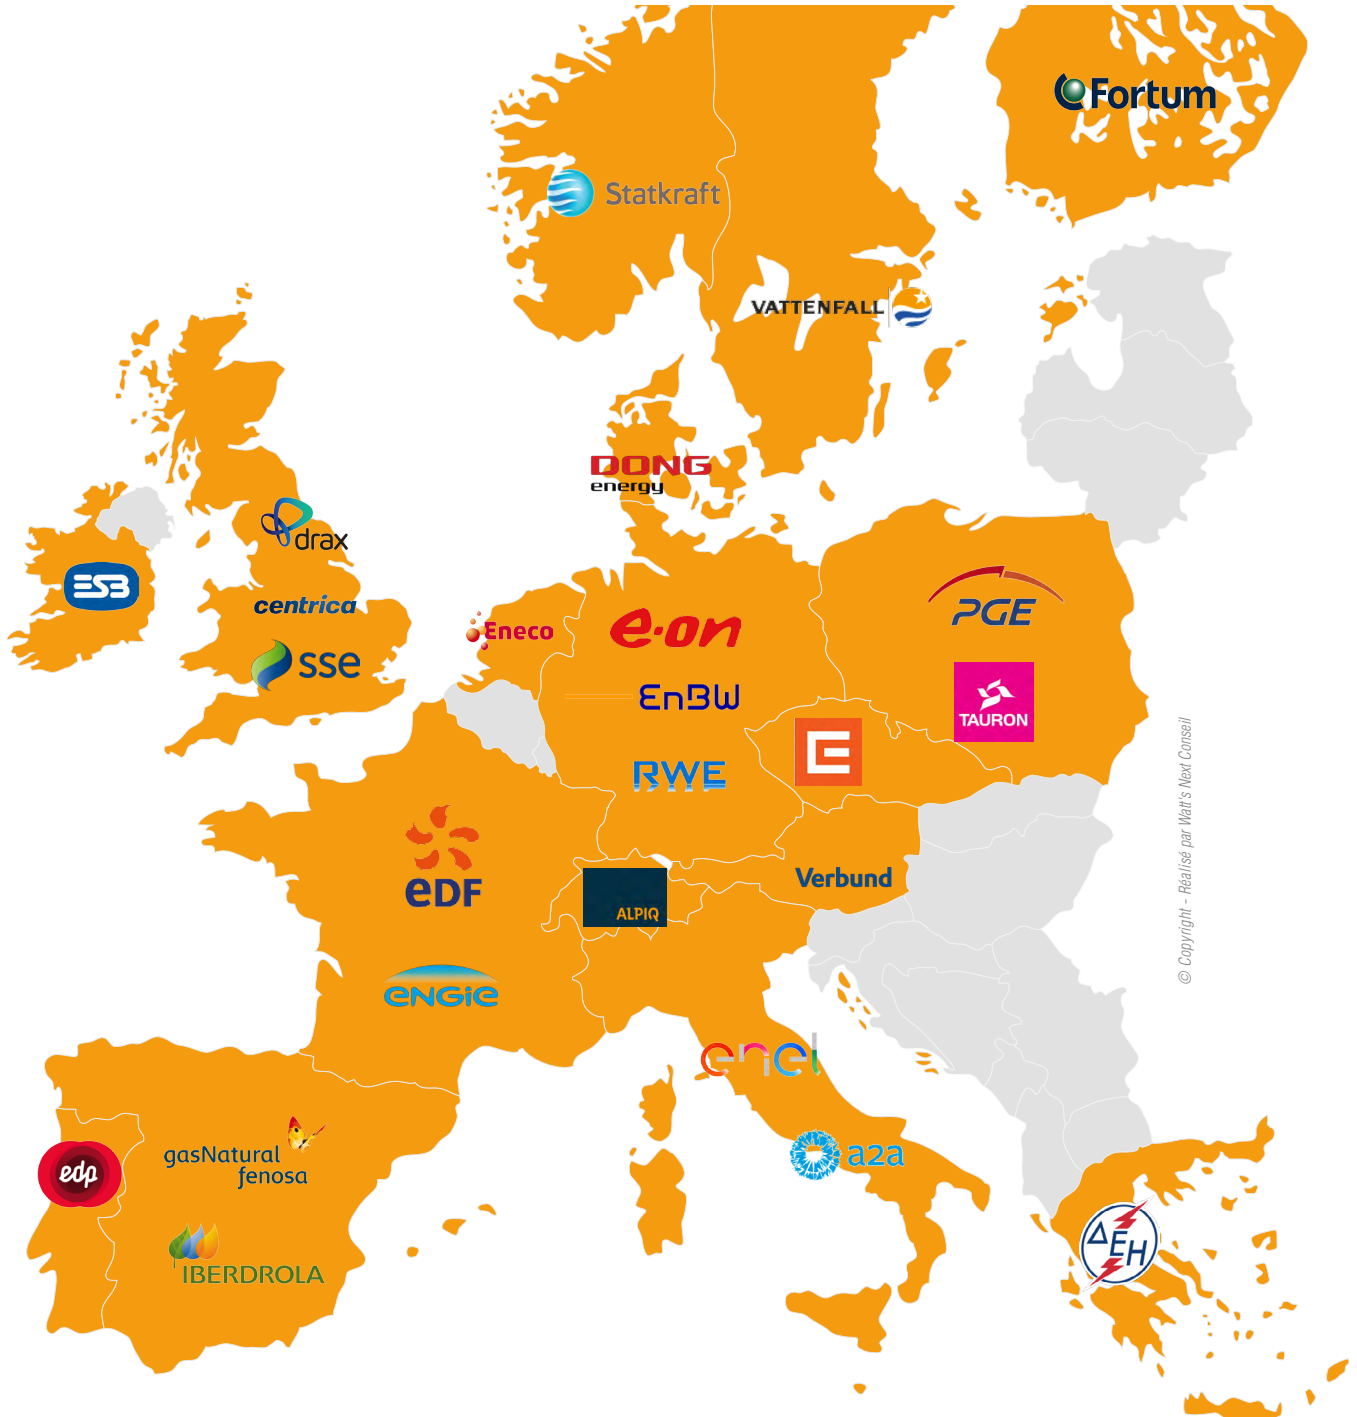 Fortum
Statkraft
VATTENFALL
DONG
energy
drax
ESB
centrica
sse
Eneco
e·on
EnBW
RWE
PGE
TAURON
eDF
ALPIQ
Verbund
ENGIE
enel
a2a
edp
gasNatural
fenosa
IBERDROLA
ΔEH
© Copyright - Réalisé par Watt's Next Conseil